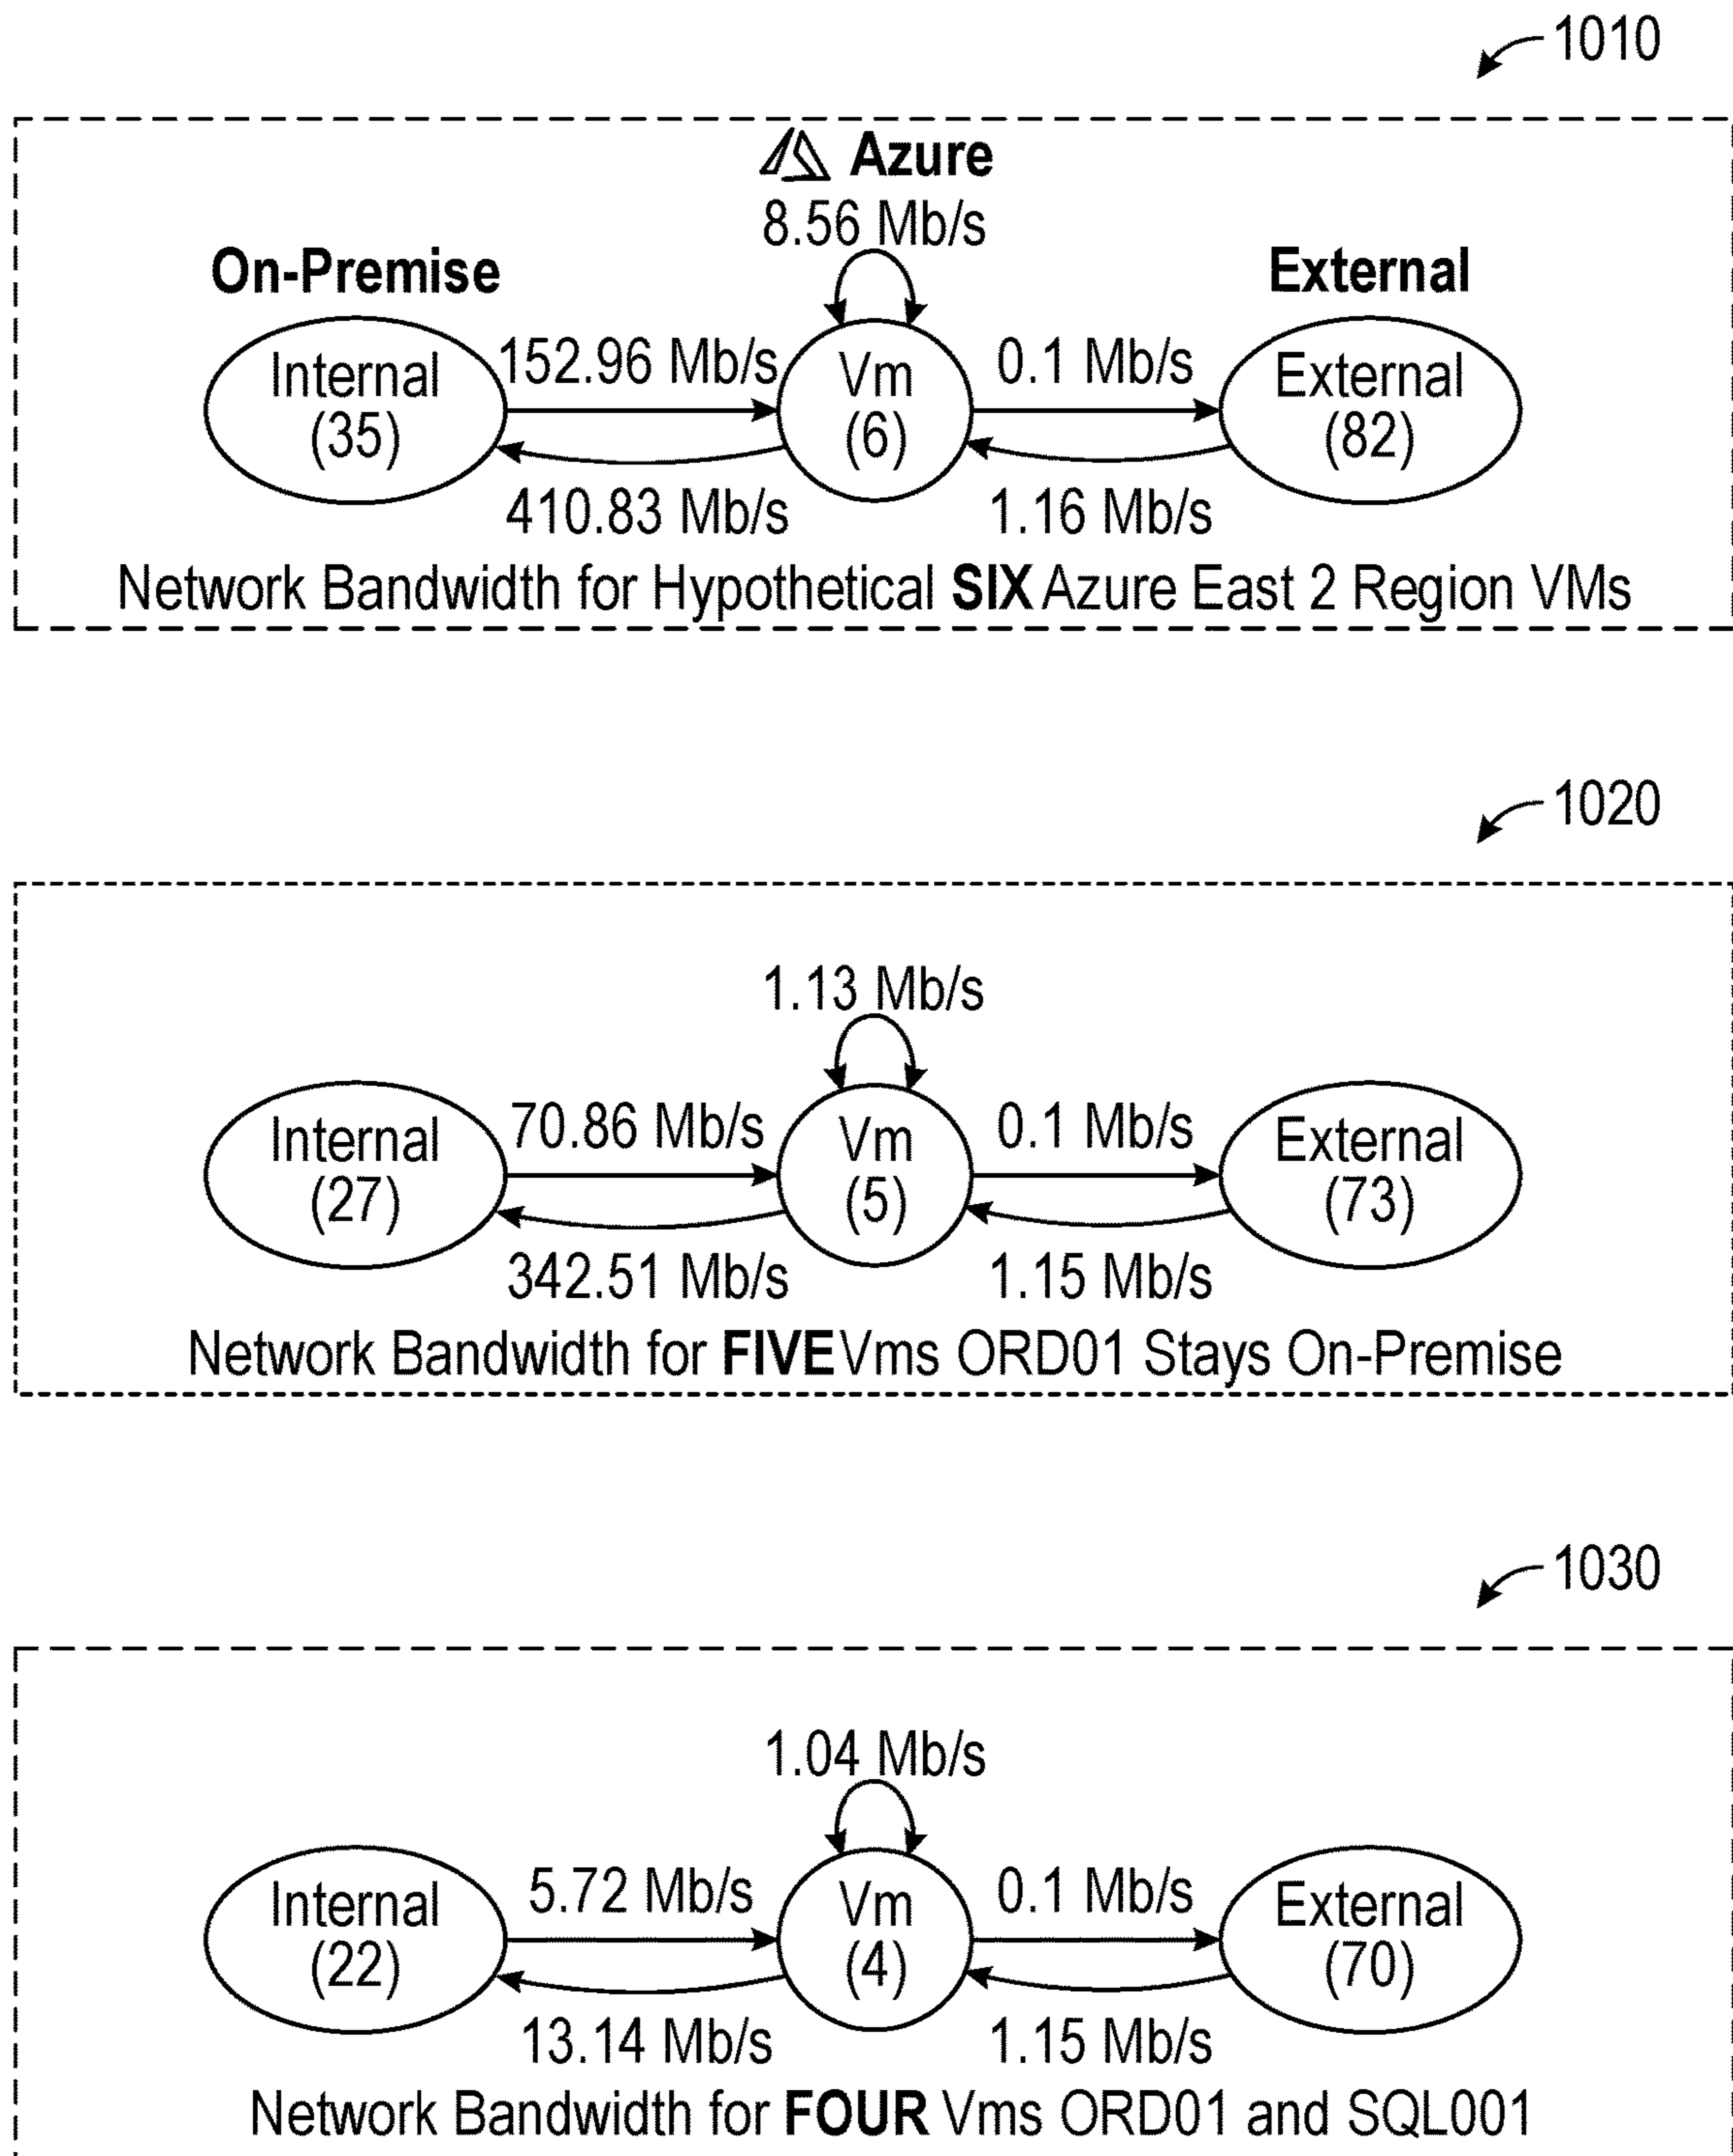 1010
Azure
8.56 Mb/s
On-Premise
External
Internal
(35)
152.96 Mb/s
410.83 Mb/s
Vm
(6)
0.1 Mb/s
1.16 Mb/s
External
(82)
Network Bandwidth for Hypothetical SIX Azure East 2 Region VMs
1020
1.13 Mb/s
Internal
(27)
70.86 Mb/s
342.51 Mb/s
Vm
(5)
0.1 Mb/s
1.15 Mb/s
External
(73)
Network Bandwidth for FIVE Vms ORD01 Stays On-Premise
1030
1.04 Mb/s
Internal
(22)
5.72 Mb/s
13.14 Mb/s
Vm
(4)
0.1 Mb/s
1.15 Mb/s
External
(70)
Network Bandwidth for FOUR Vms ORD01 and SQL001